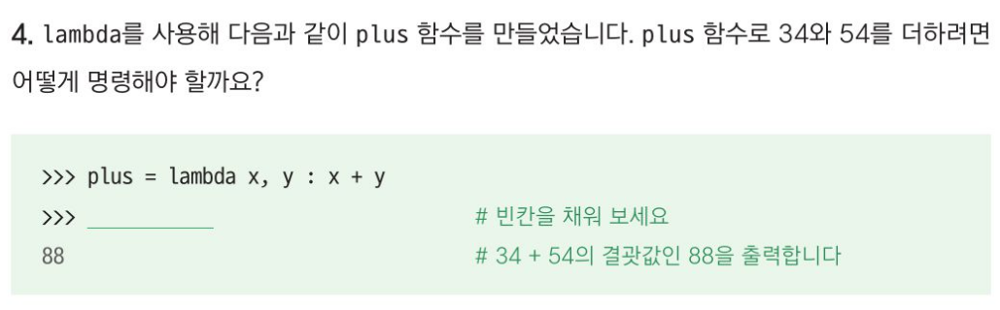 4. lambda를 사용해 다음과 같이 plus 함수를 만들었습니다. plus 함수로 34와 54를 더하려면
어떻게 명령해야 할까요?
>>> plus = lambda x, y : x + y
>>> __________ # 빈칸을 채워 보세요
88 # 34 + 54의 결괏값인 88을 출력합니다